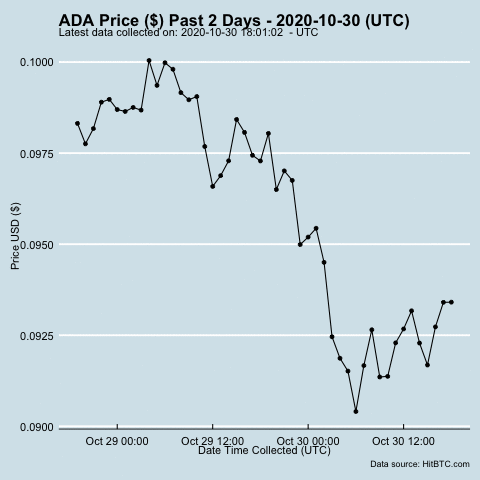 ADA Price ($) Past 2 Days - 2020-10-30 (UTC)
Latest data collected on: 2020-10-30 18:01:02 - UTC
0.1000
0.0975
0.0950
0.0925
0.0900
Price USD ($)
Oct 29 00:00 Oct 29 12:00 Oct 30 00:00 Oct 30 12:00
Date Time Collected (UTC)
Data source: HitBTC.com